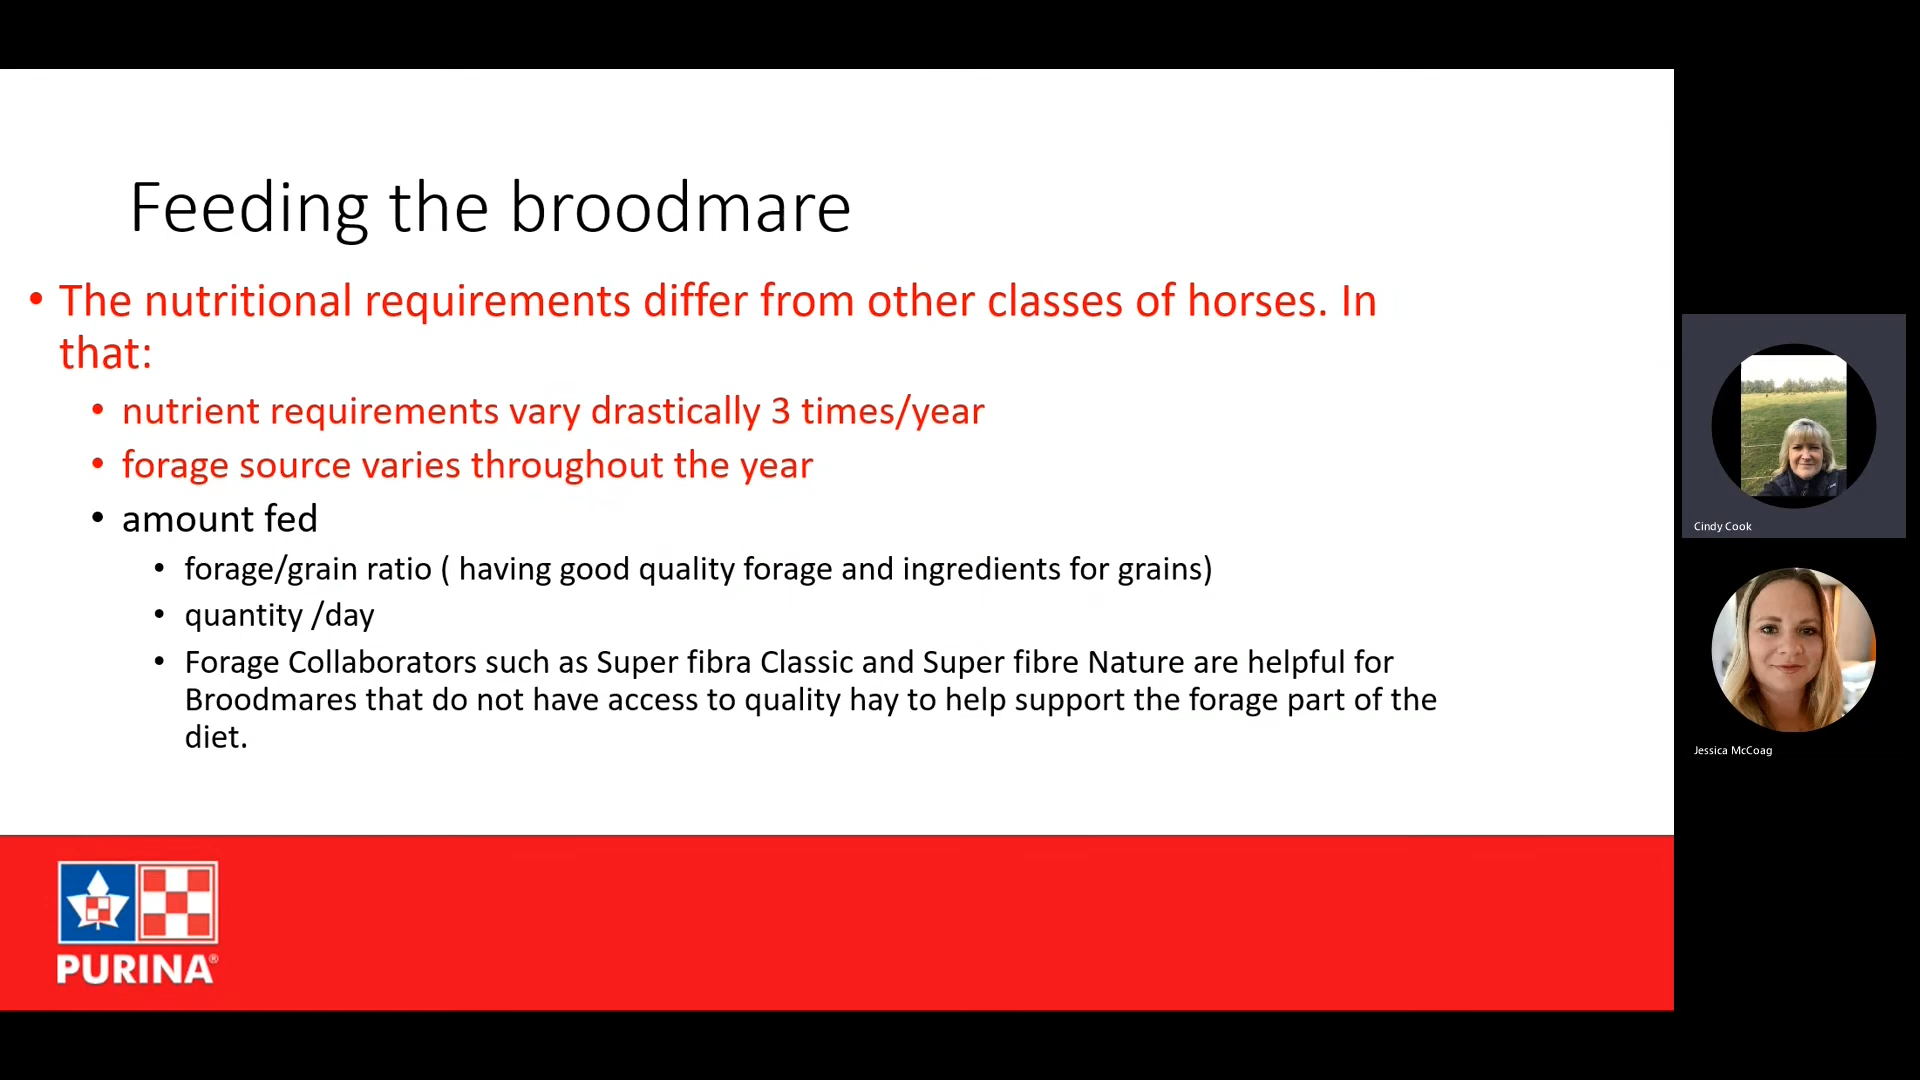 Feeding the broodmare
• The nutritional requirements differ from other classes of horses. In
that:
• nutrient requirements vary drastically 3 times/year
• forage source varies throughout the year
• amount fed
• forage/grain ratio ( having good quality forage and ingredients for grains)
• quantity /day
• Forage Collaborators such as Super fibra Classic and Super fibre Nature are helpful for
Broodmares that do not have access to quality hay to help support the forage part of the
diet.
PURINA®
Cindy Cook
Jessica McCoag